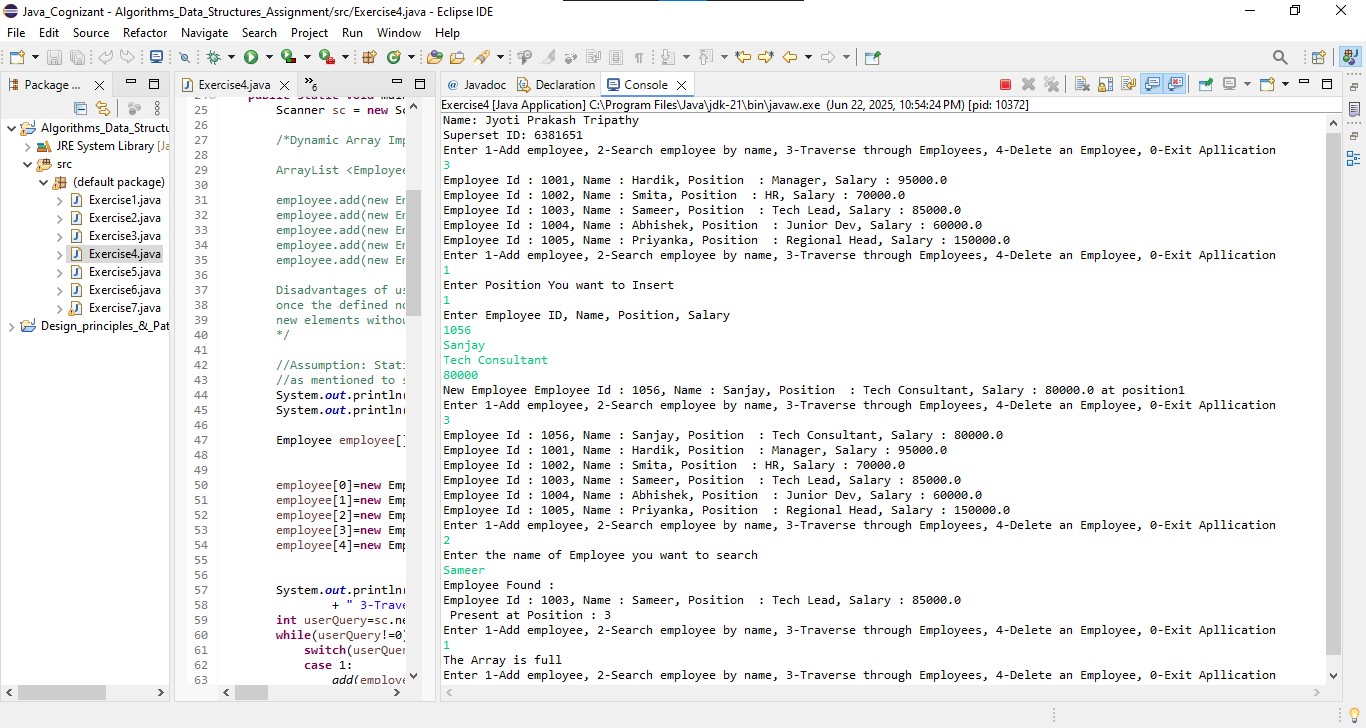 Java_Cognizant - Algorithms_Data_Structures_Assignment/src/Exercise4.java - Eclipse IDE
File Edit Source Refactor Navigate Search Project Run Window Help
Package ...
Algorithms_Data_Structu
JRE System Library [Ja
src
(default package)
Exercise1.java
Exercise2.java
Exercise3.java
Exercise4.java
Exercise5.java
Exercise6.java
Exercise7.java
Design_principles_&_Pat
Exercise4.java
»6
25 Scanner sc = new Sc
26
27 /*Dynamic Array Imp
28
29 ArrayList <Employee
30
31 employee.add(new Em
32 employee.add(new Em
33 employee.add(new Em
34 employee.add(new Em
35 employee.add(new Em
36
37 Disadvantages of us
38 once the defined no
39 new elements withou
40 */
41
42 //Assumption: Stati
43 //as mentioned to s
44 System.out.println(
45 System.out.println(
46
47 Employee employee[]
48
49
50 employee[0]=new Emp
51 employee[1]=new Emp
52 employee[2]=new Emp
53 employee[3]=new Emp
54 employee[4]=new Emp
55
56
57 System.out.println(
58 + " 3-Trave
59 int userQuery=sc.ne
60 while(userQuery!=0)
61 switch(userQuer
62 case 1:
63 add(employe
@ Javadoc Declaration Console
Exercise4 [Java Application] C:\Program Files\Java\jdk-21\bin\javaw.exe (Jun 22, 2025, 10:54:24 PM) [pid: 10372]
Name: Jyoti Prakash Tripathy
Superset ID: 6381651
Enter 1-Add employee, 2-Search employee by name, 3-Traverse through Employees, 4-Delete an Employee, 0-Exit Apllication
3
Employee Id : 1001, Name : Hardik, Position  : Manager, Salary : 95000.0
Employee Id : 1002, Name : Smita, Position  : HR, Salary : 70000.0
Employee Id : 1003, Name : Sameer, Position  : Tech Lead, Salary : 85000.0
Employee Id : 1004, Name : Abhishek, Position  : Junior Dev, Salary : 60000.0
Employee Id : 1005, Name : Priyanka, Position  : Regional Head, Salary : 150000.0
Enter 1-Add employee, 2-Search employee by name, 3-Traverse through Employees, 4-Delete an Employee, 0-Exit Apllication
1
Enter Position You want to Insert
1
Enter Employee ID, Name, Position, Salary
1056
Sanjay
Tech Consultant
80000
New Employee Employee Id : 1056, Name : Sanjay, Position  : Tech Consultant, Salary : 80000.0 at position1
Enter 1-Add employee, 2-Search employee by name, 3-Traverse through Employees, 4-Delete an Employee, 0-Exit Apllication
3
Employee Id : 1056, Name : Sanjay, Position  : Tech Consultant, Salary : 80000.0
Employee Id : 1001, Name : Hardik, Position  : Manager, Salary : 95000.0
Employee Id : 1002, Name : Smita, Position  : HR, Salary : 70000.0
Employee Id : 1003, Name : Sameer, Position  : Tech Lead, Salary : 85000.0
Employee Id : 1004, Name : Abhishek, Position  : Junior Dev, Salary : 60000.0
Employee Id : 1005, Name : Priyanka, Position  : Regional Head, Salary : 150000.0
Enter 1-Add employee, 2-Search employee by name, 3-Traverse through Employees, 4-Delete an Employee, 0-Exit Apllication
2
Enter the name of Employee you want to search
Sameer
Employee Found :
Employee Id : 1003, Name : Sameer, Position  : Tech Lead, Salary : 85000.0
Present at Position : 3
Enter 1-Add employee, 2-Search employee by name, 3-Traverse through Employees, 4-Delete an Employee, 0-Exit Apllication
1
The Array is full
Enter 1-Add employee, 2-Search employee by name, 3-Traverse through Employees, 4-Delete an Employee, 0-Exit Apllication